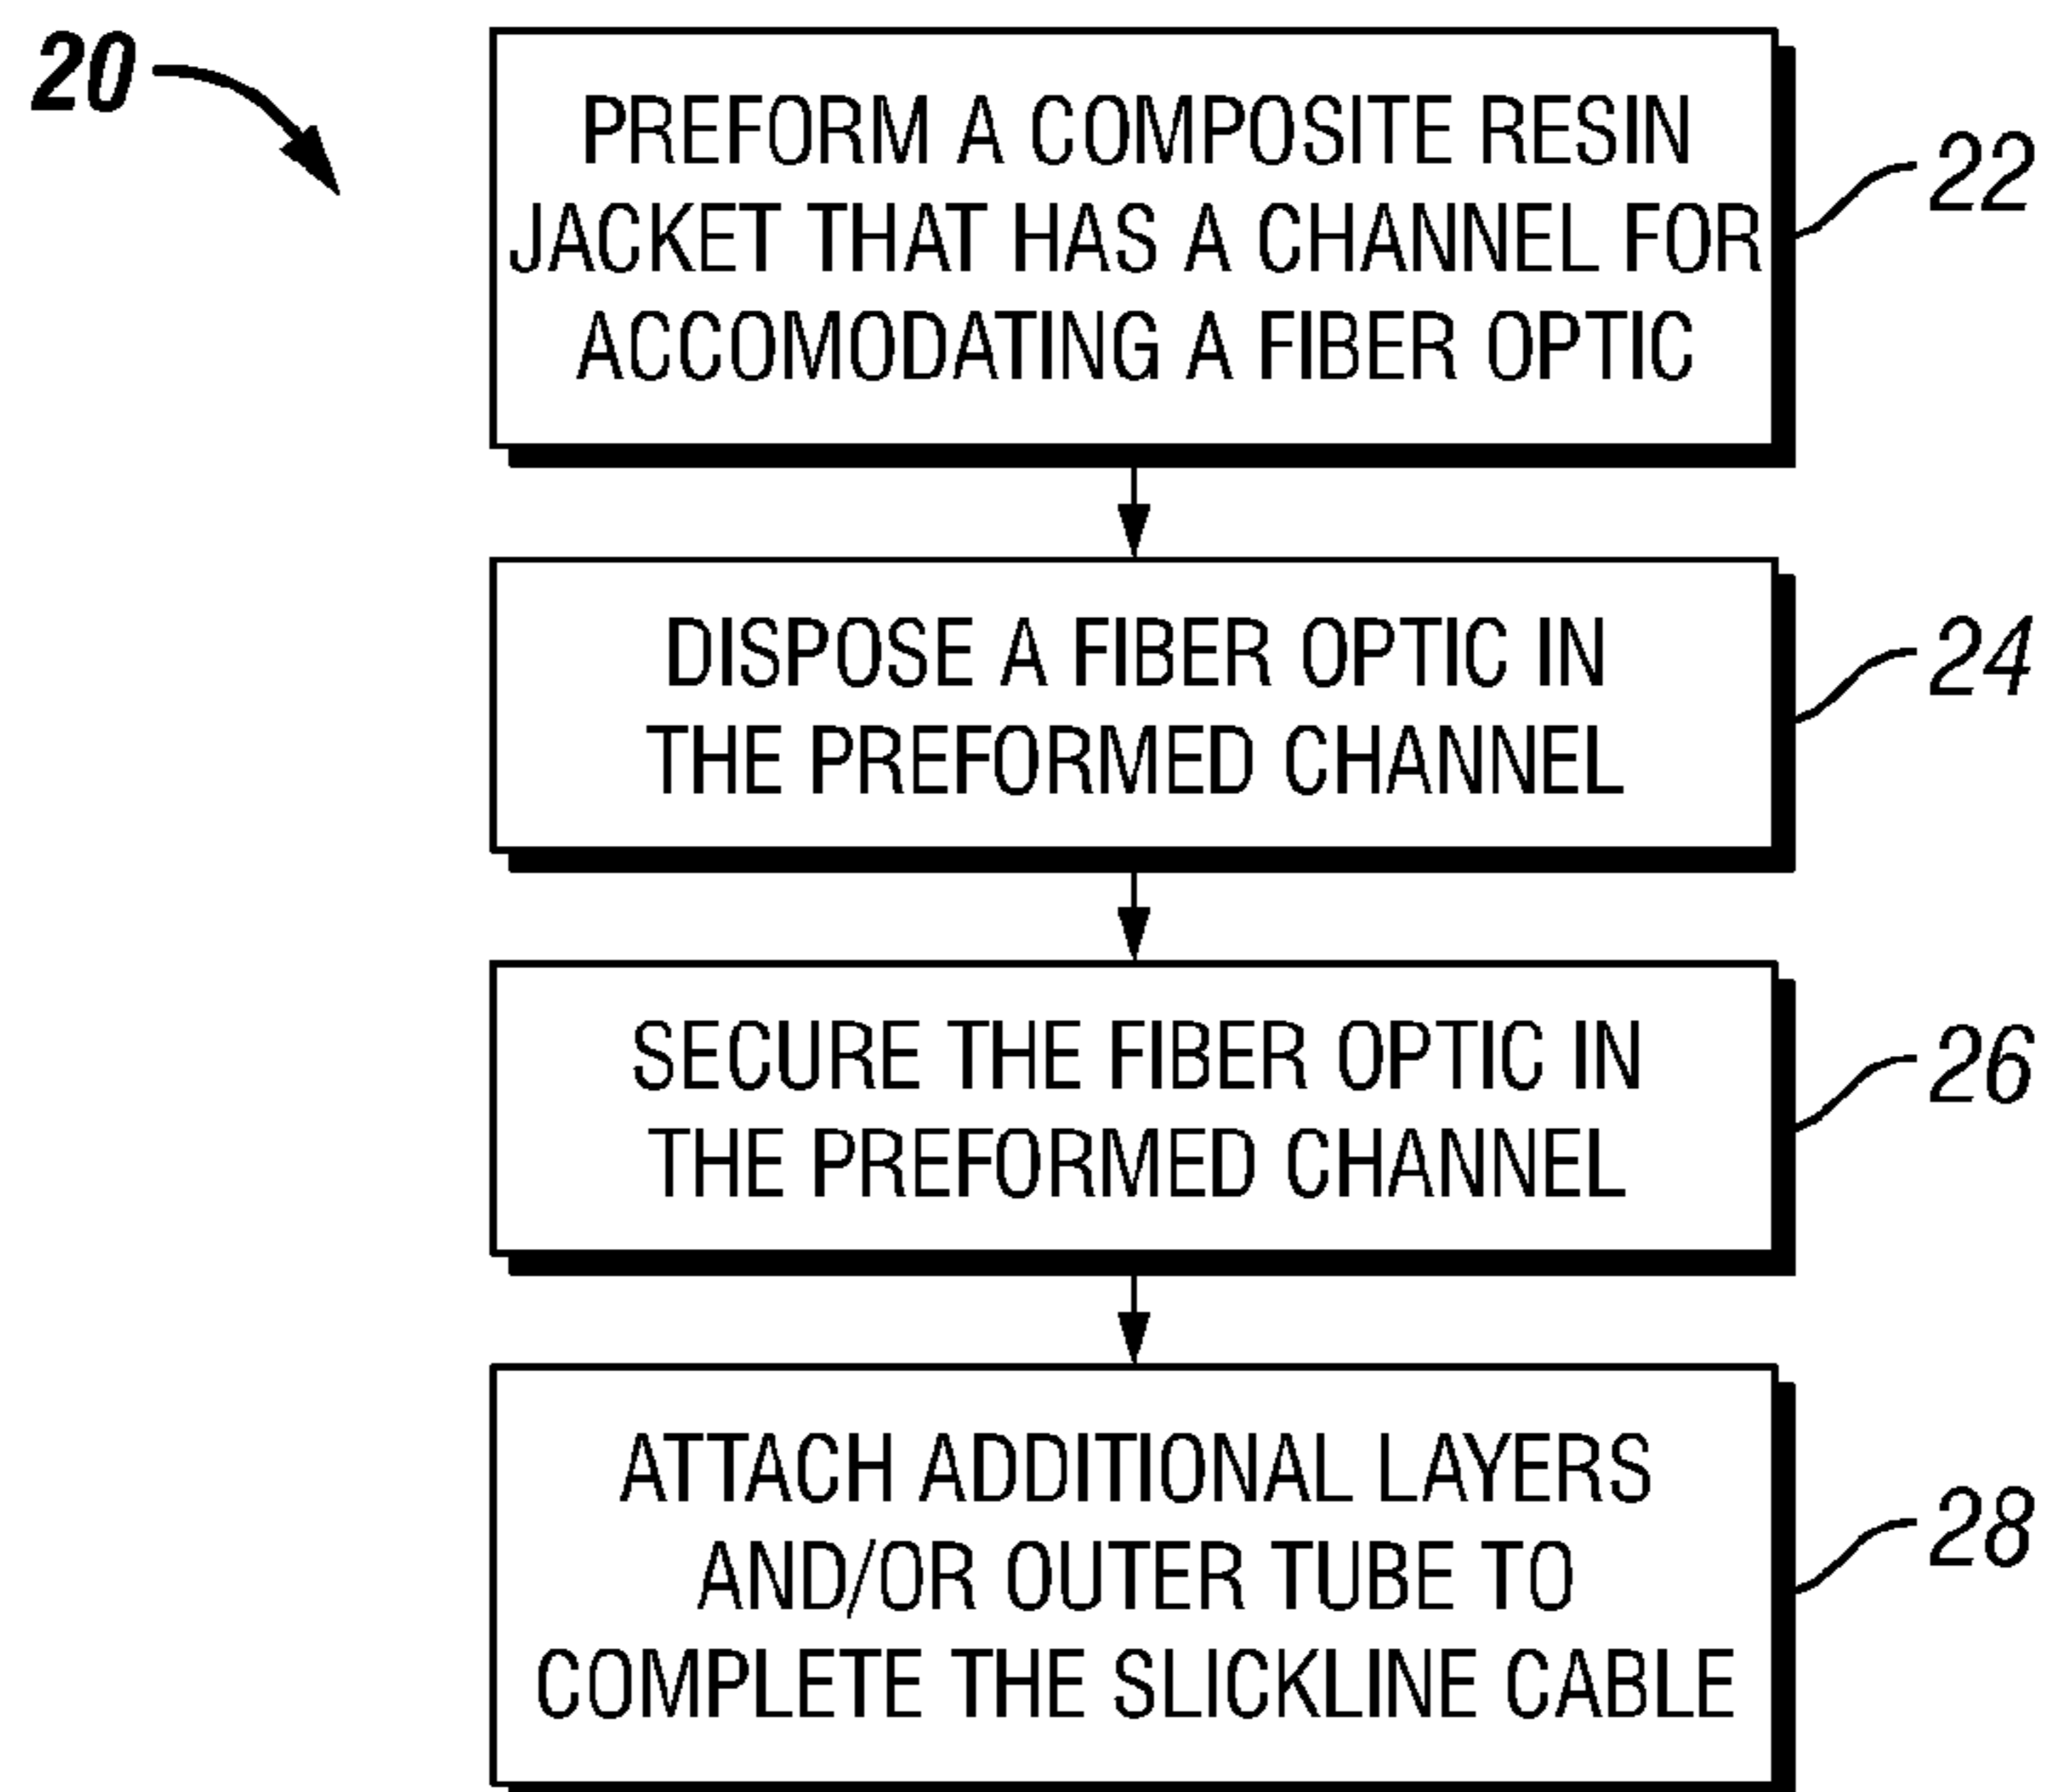 20
PREFORM A COMPOSITE RESIN
JACKET THAT HAS A CHANNEL FOR
ACCOMODATING A FIBER OPTIC
22
DISPOSE A FIBER OPTIC IN
THE PREFORMED CHANNEL
24
SECURE THE FIBER OPTIC IN
THE PREFORMED CHANNEL
26
ATTACH ADDITIONAL LAYERS
AND/OR OUTER TUBE TO
COMPLETE THE SLICKLINE CABLE
28